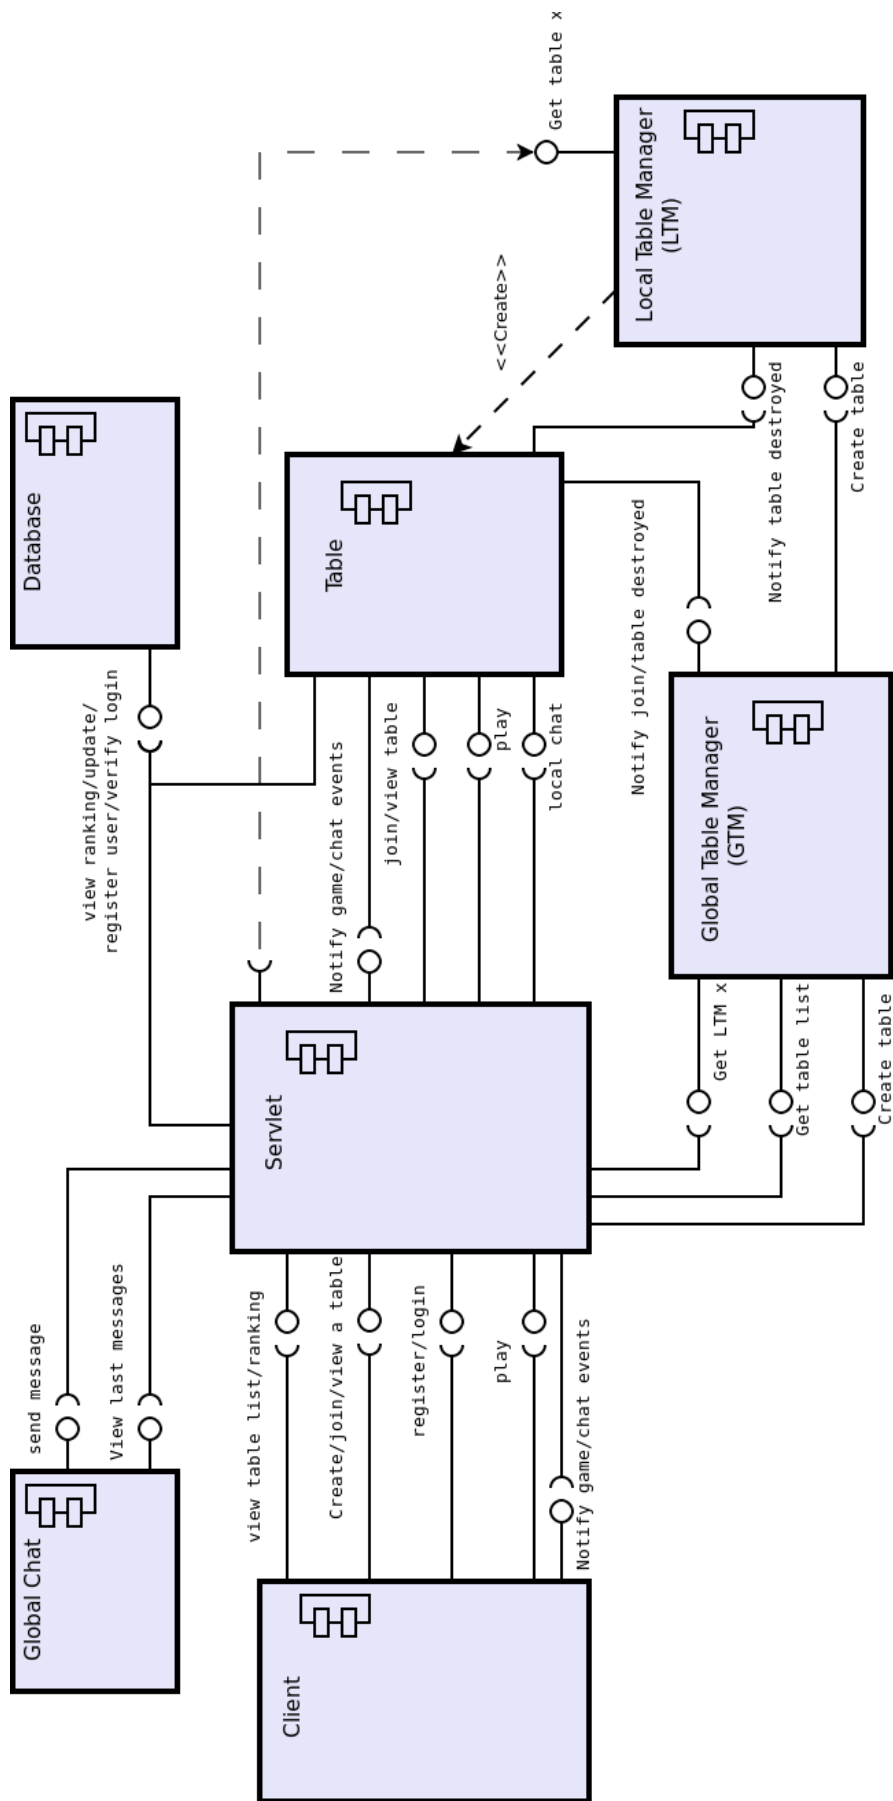 Global Chat
send message
View last messages
Client
view table list/ranking
Create/join/view a table
register/login
play
Notify game/chat events
Servlet
view ranking/update/
register user/verify login
Database
Notify game/chat events
join/view table
play
local chat
Table
Get LTM x
Get table list
Create table
Global Table Manager
(GTM)
Notify join/table destroyed
Notify table destroyed
Create table
<<Create>>
Get table x
Local Table Manager
(LTM)